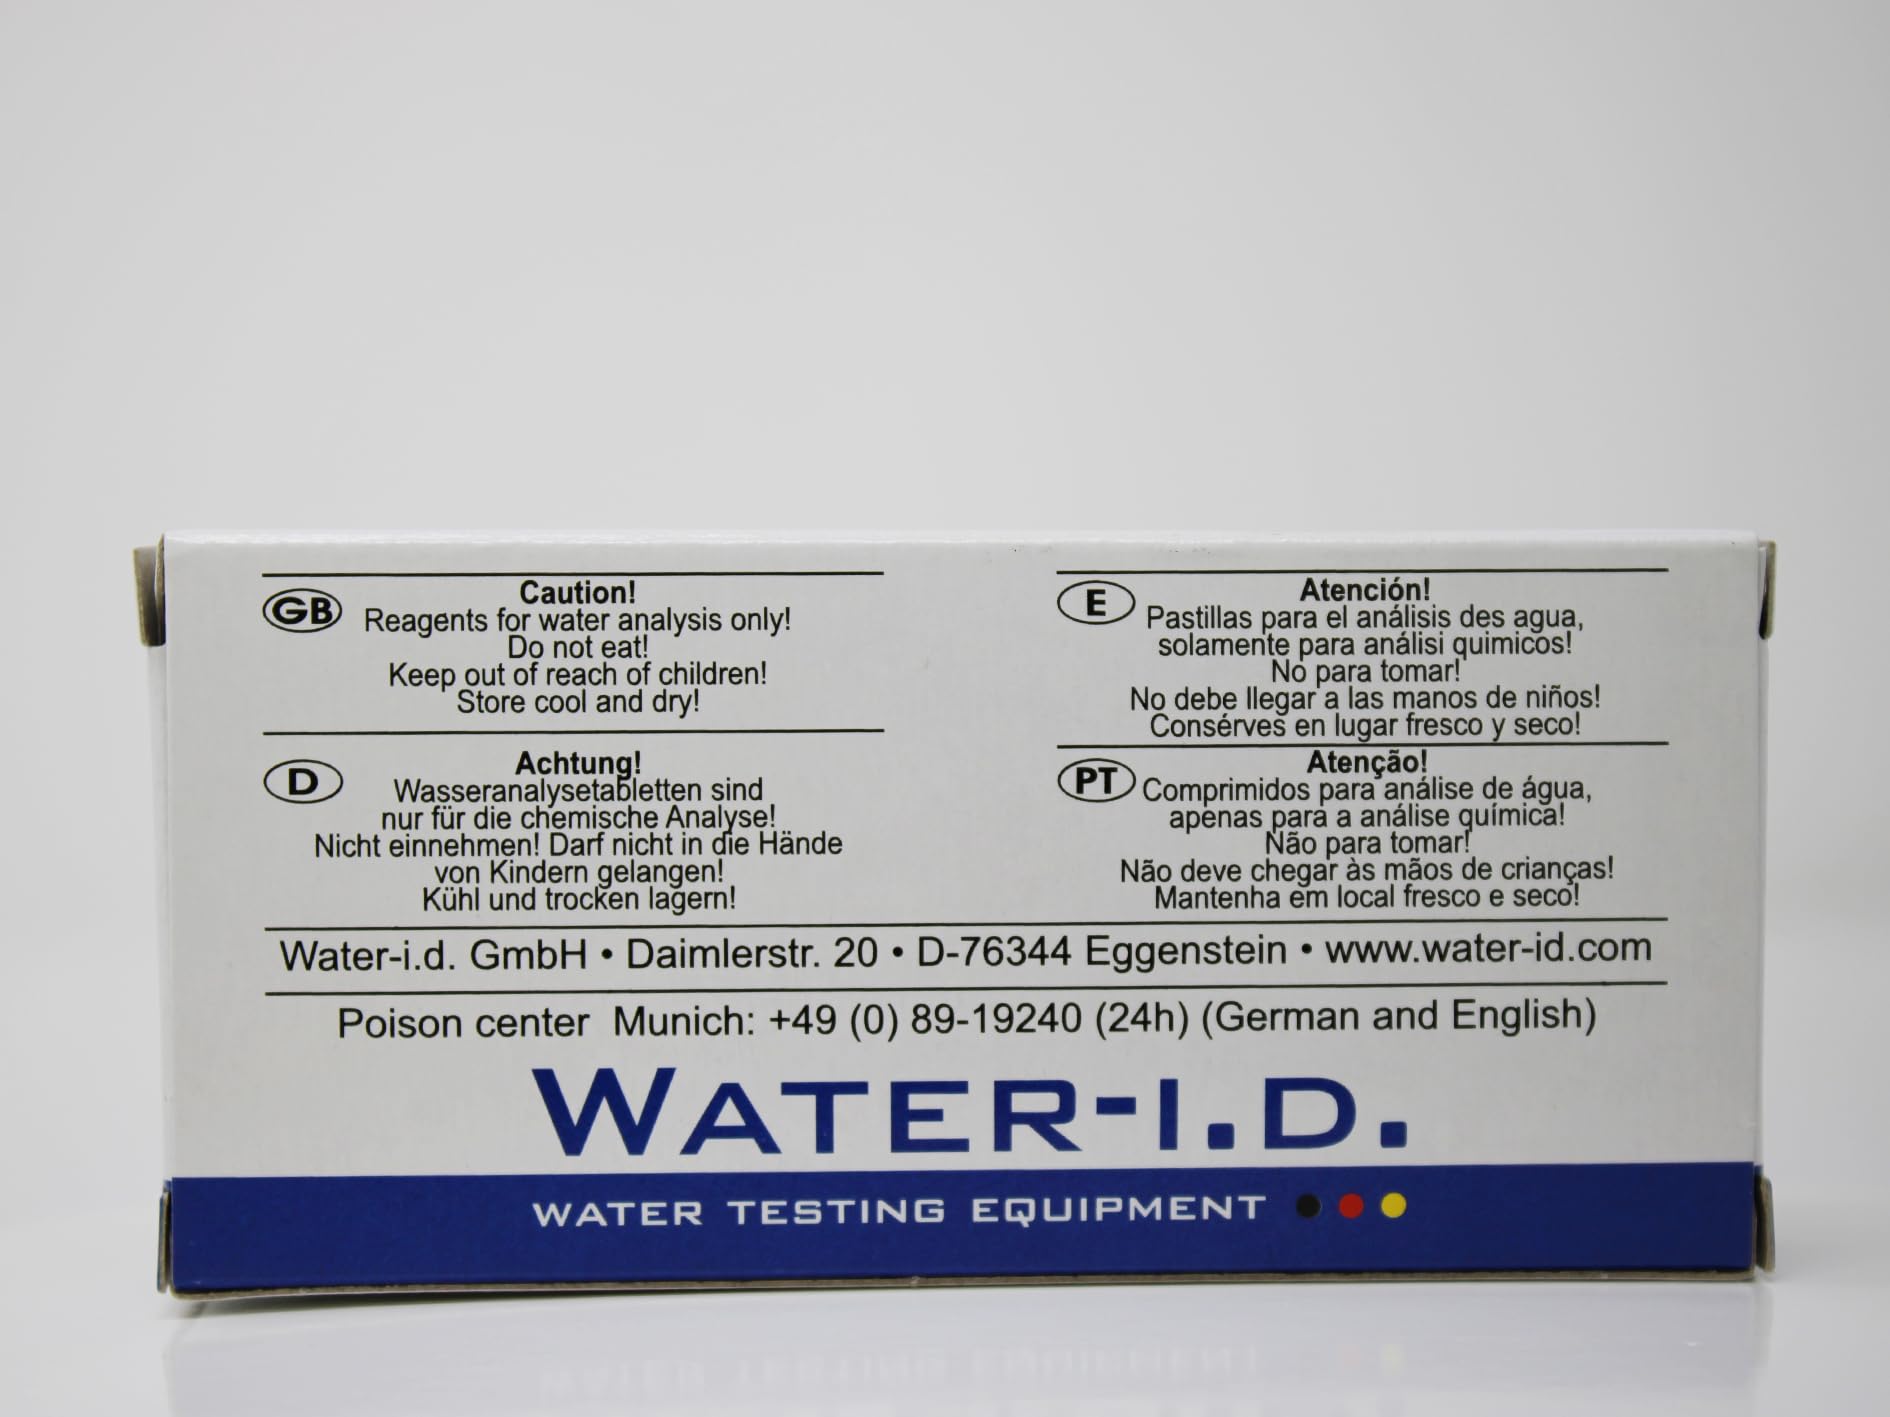 GB
Caution!
Reagents for water analysis only!
Do not eat!
Keep out of reach of children!
Store cool and dry!
D
Achtung!
Wasseranalysetabletten sind
nur für die chemische Analyse!
Nicht einnehmen! Darf nicht in die Hände
von Kindern gelangen!
Kühl und trocken lagern!
E
Atención!
Pastillas para el análisis des agua,
solamente para análisi quimicos!
No para tomar!
No debe llegar a las manos de niños!
Consérves en lugar fresco y seco!
PT
Atenção!
Comprimidos para análise de água,
apenas para a análise química!
Não para tomar!
Não deve chegar às mãos de crianças!
Mantenha em local fresco e seco!
Water-i.d. GmbH • Daimlerstr. 20 • D-76344 Eggenstein • www.water-id.com
Poison center Munich: +49 (0) 89-19240 (24h) (German and English)
WATER-I.D.
WATER TESTING EQUIPMENT